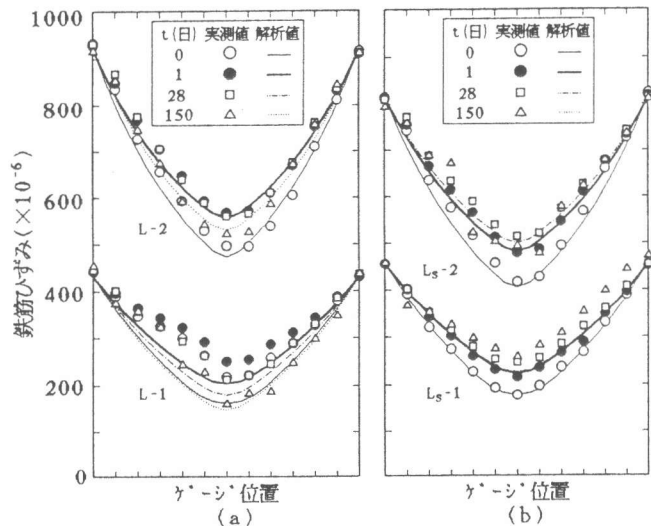 鉄筋ひずみ(×10⁻⁶)
1000
800
600
400
200
0
t(日) 実測値 解析値
0
1
28
150
L-2
L-1
ゲージ位置
(a)
t(日) 実測値 解析値
0
1
28
150
Ls-2
Ls-1
ゲージ位置
(b)